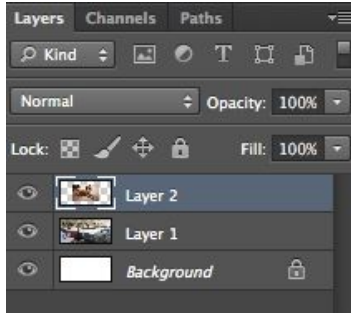 Layers Channels Paths
Kind T
Normal Opacity: 100%
Lock: Fill: 100%
Layer 2
Layer 1
Background